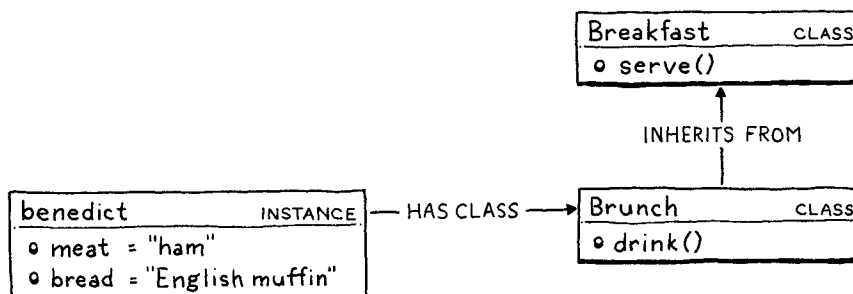 Breakfast CLASS
serve()
INHERITS FROM
benedict INSTANCE
meat = "ham"
bread = "English muffin"
HAS CLASS
Brunch CLASS
drink()